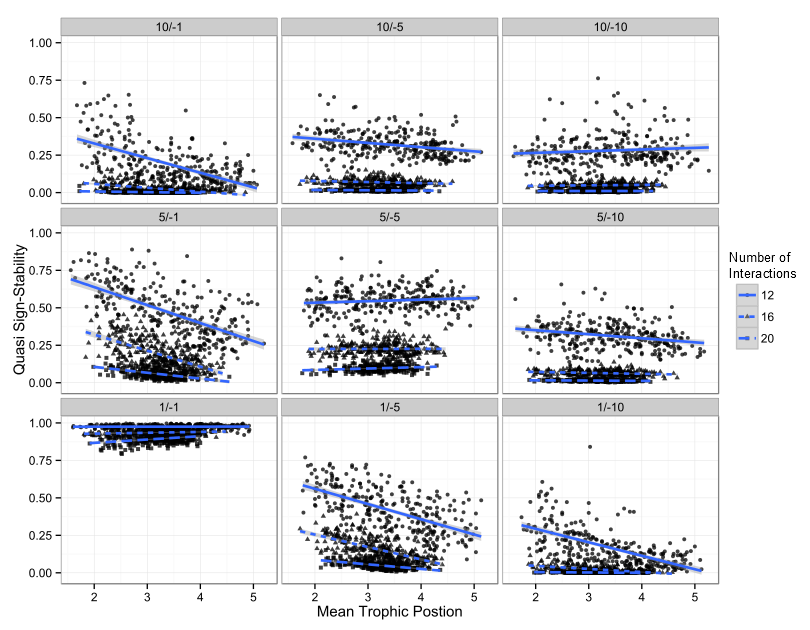 10/-1 10/-5 10/-10
1.00
0.75
0.50
0.25
0.00
5/-1 5/-5 5/-10
1.00
0.75
0.50
0.25
0.00
1/-1 1/-5 1/-10
1.00
0.75
0.50
0.25
0.00
2 3 4 5 2 3 4 5 2 3 4 5
Mean Trophic Postion
Quasi Sign-Stability
Number of
Interactions
12
16
20